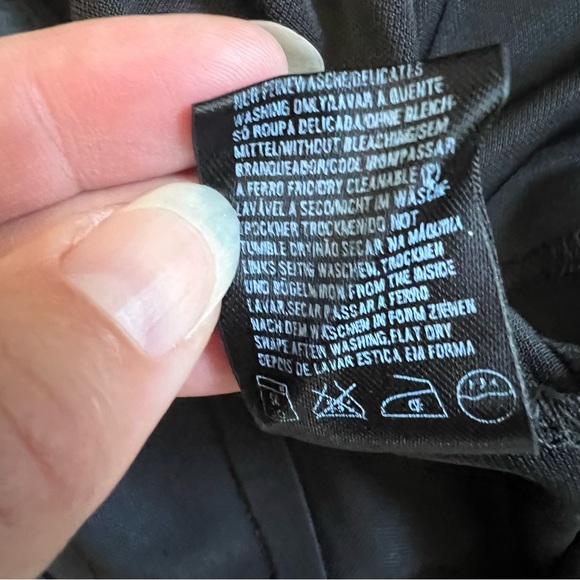 NUR FEINEWÄSCHE/DELICATES
WASHING ONLY/LAVAR A QUENTE
SÓ ROUPA DELICADA/OHNE BLEICH-
MITTEL/WITHOUT BLEACHING/SEM
BRANQUEADOR/COOL IRON/PASSAR
A FERRO FRIO/DRY CLEANABLE (P)
LAVÁVEL A SECO/NICHT IM WÄSCHE-
TROCKNER TROCKNEN/DO NOT
TUMBLE DRY/NÃO SECAR NA MÁQUINA
LINKS SEITIG WASCHEN, TROCKNEN
UND BÜGELN/IRON FROM THE INSIDE
LAVAR, SECAR PASSAR A FERRO
NACH DEM WASCHEN IN FORM ZIEHEN
SHAPE AFTER WASHING, FLAT DRY
DEPOIS DE LAVAR ESTICA EM FORMA